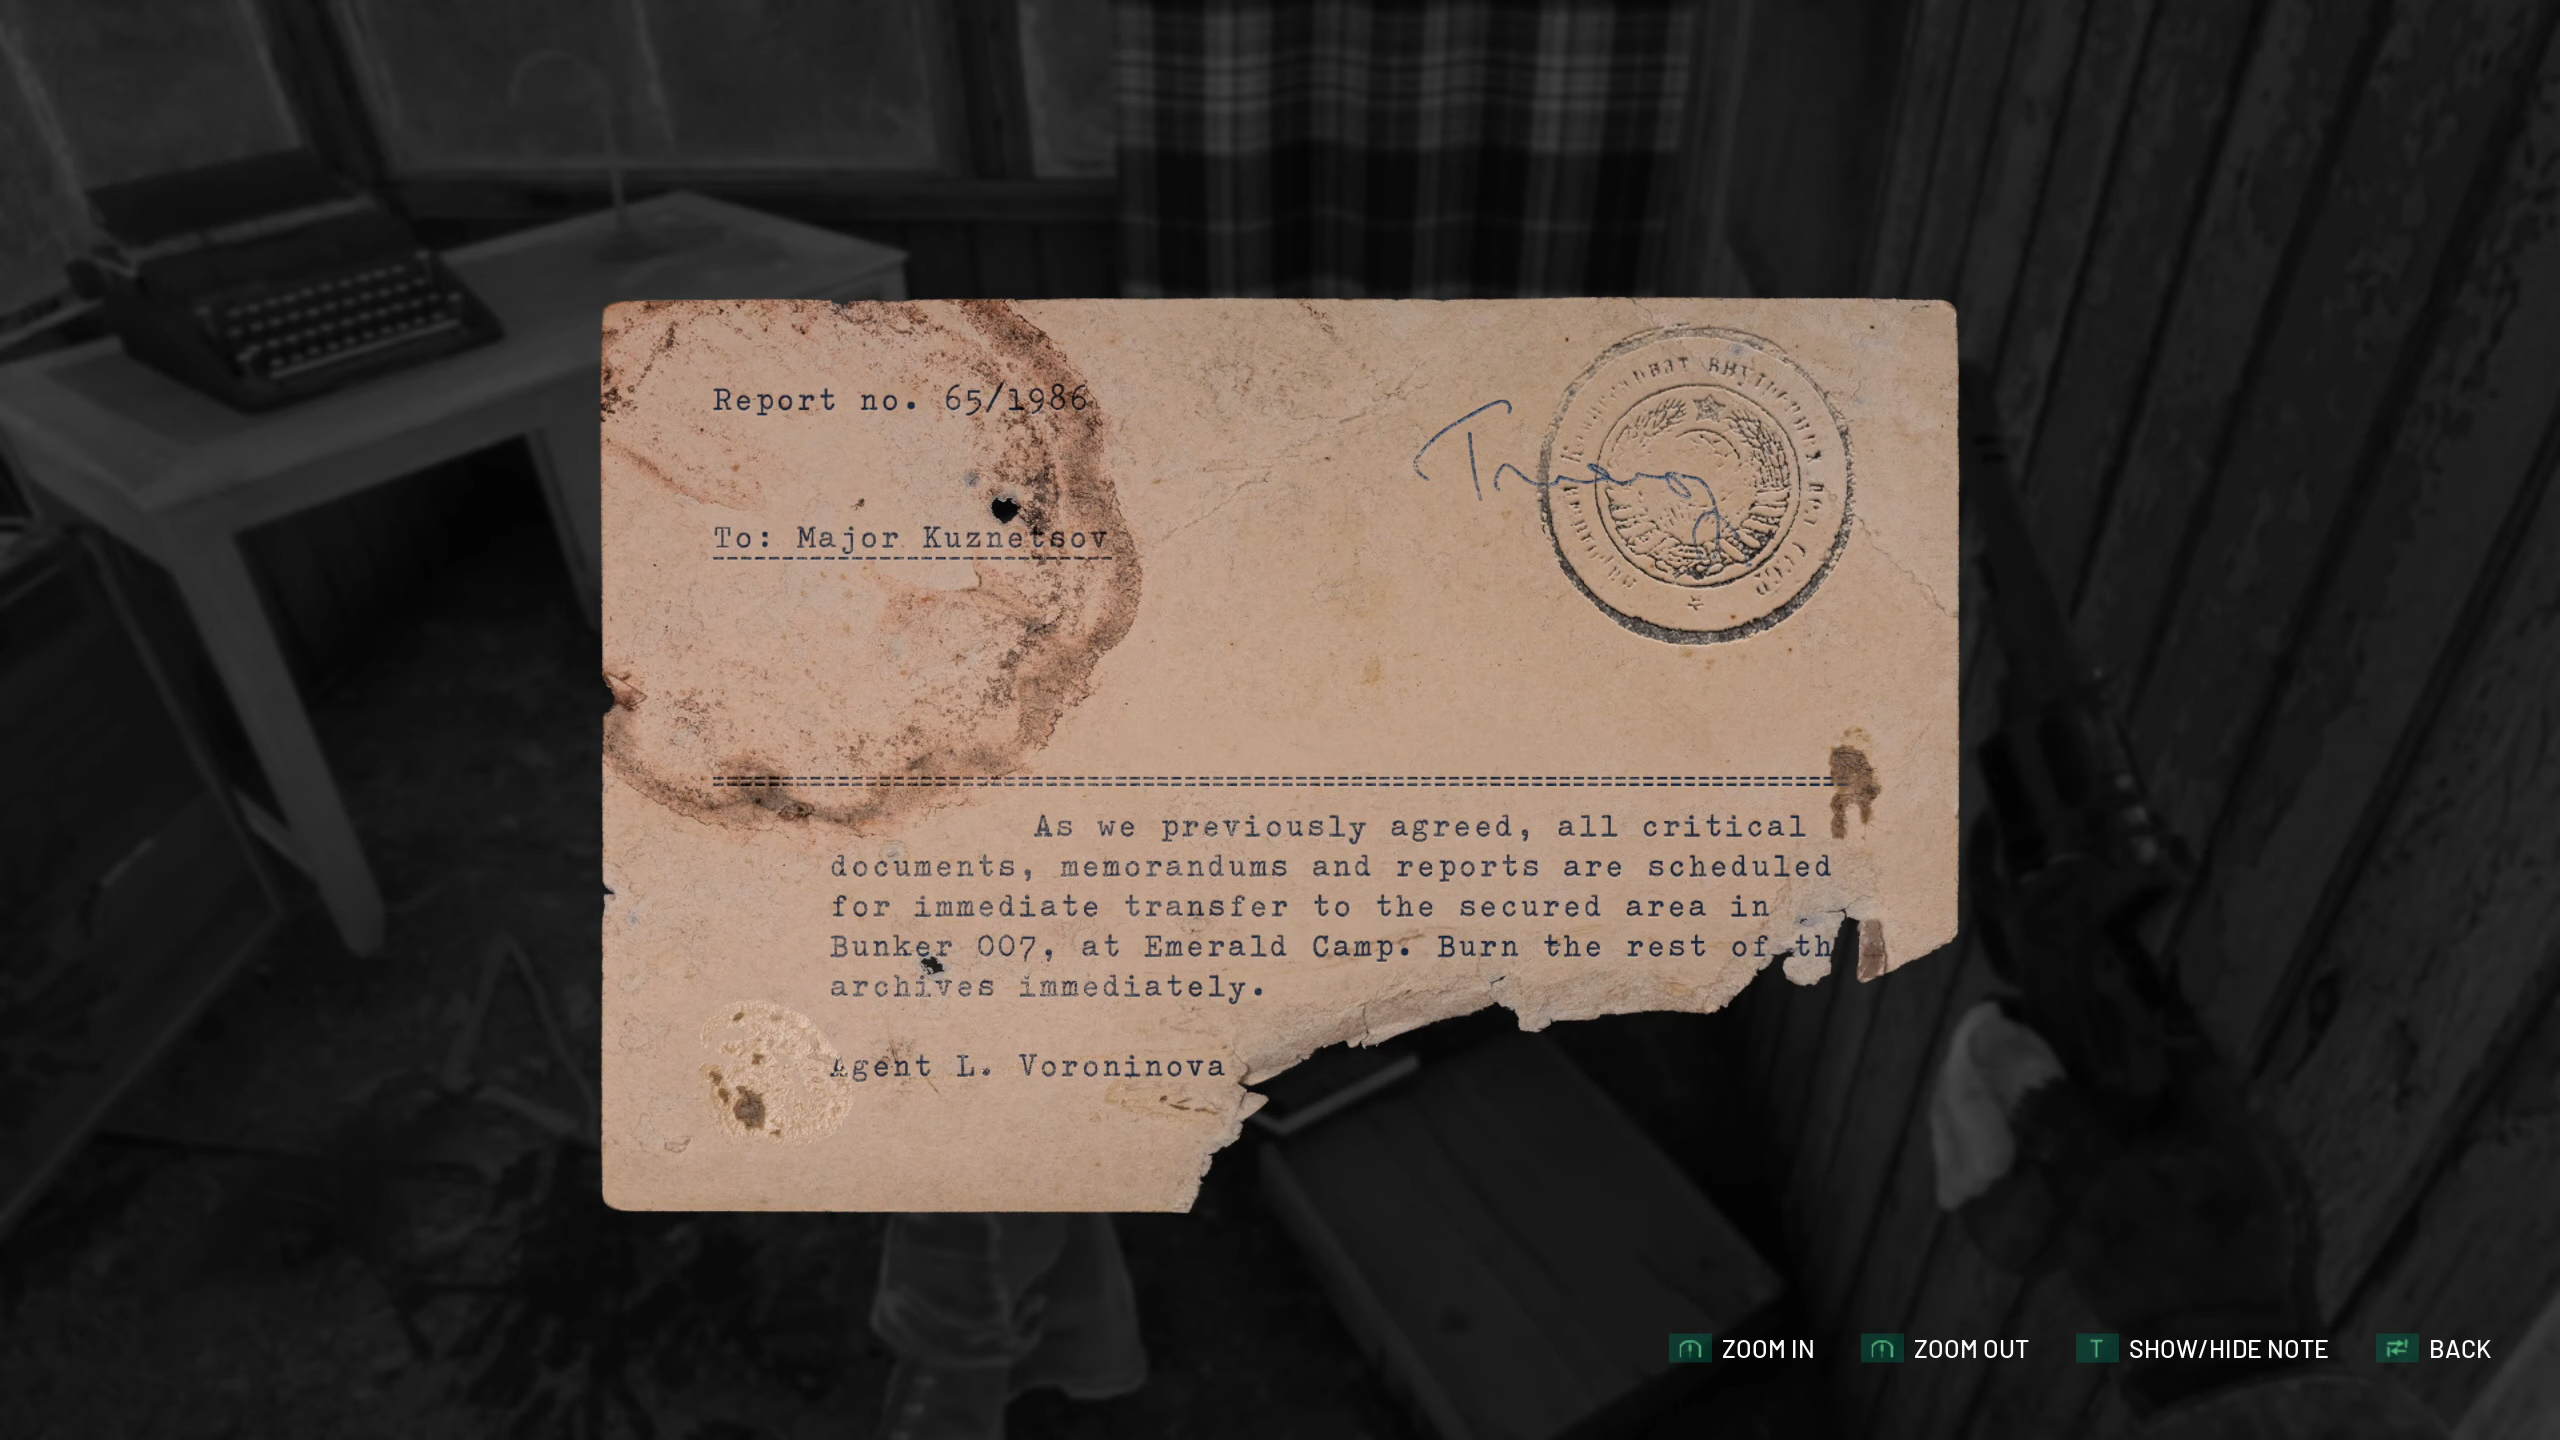 Report no. 65/1986
To: Major Kuznetsov
As we previously agreed, all critical
documents, memorandums and reports are scheduled
for immediate transfer to the secured area in
Bunker 007, at Emerald Camp. Burn the rest of th
archives immediately.
Agent L. Voroninova
T ZOOM IN
ZOOM OUT
SHOW/HIDE NOTE
BACK